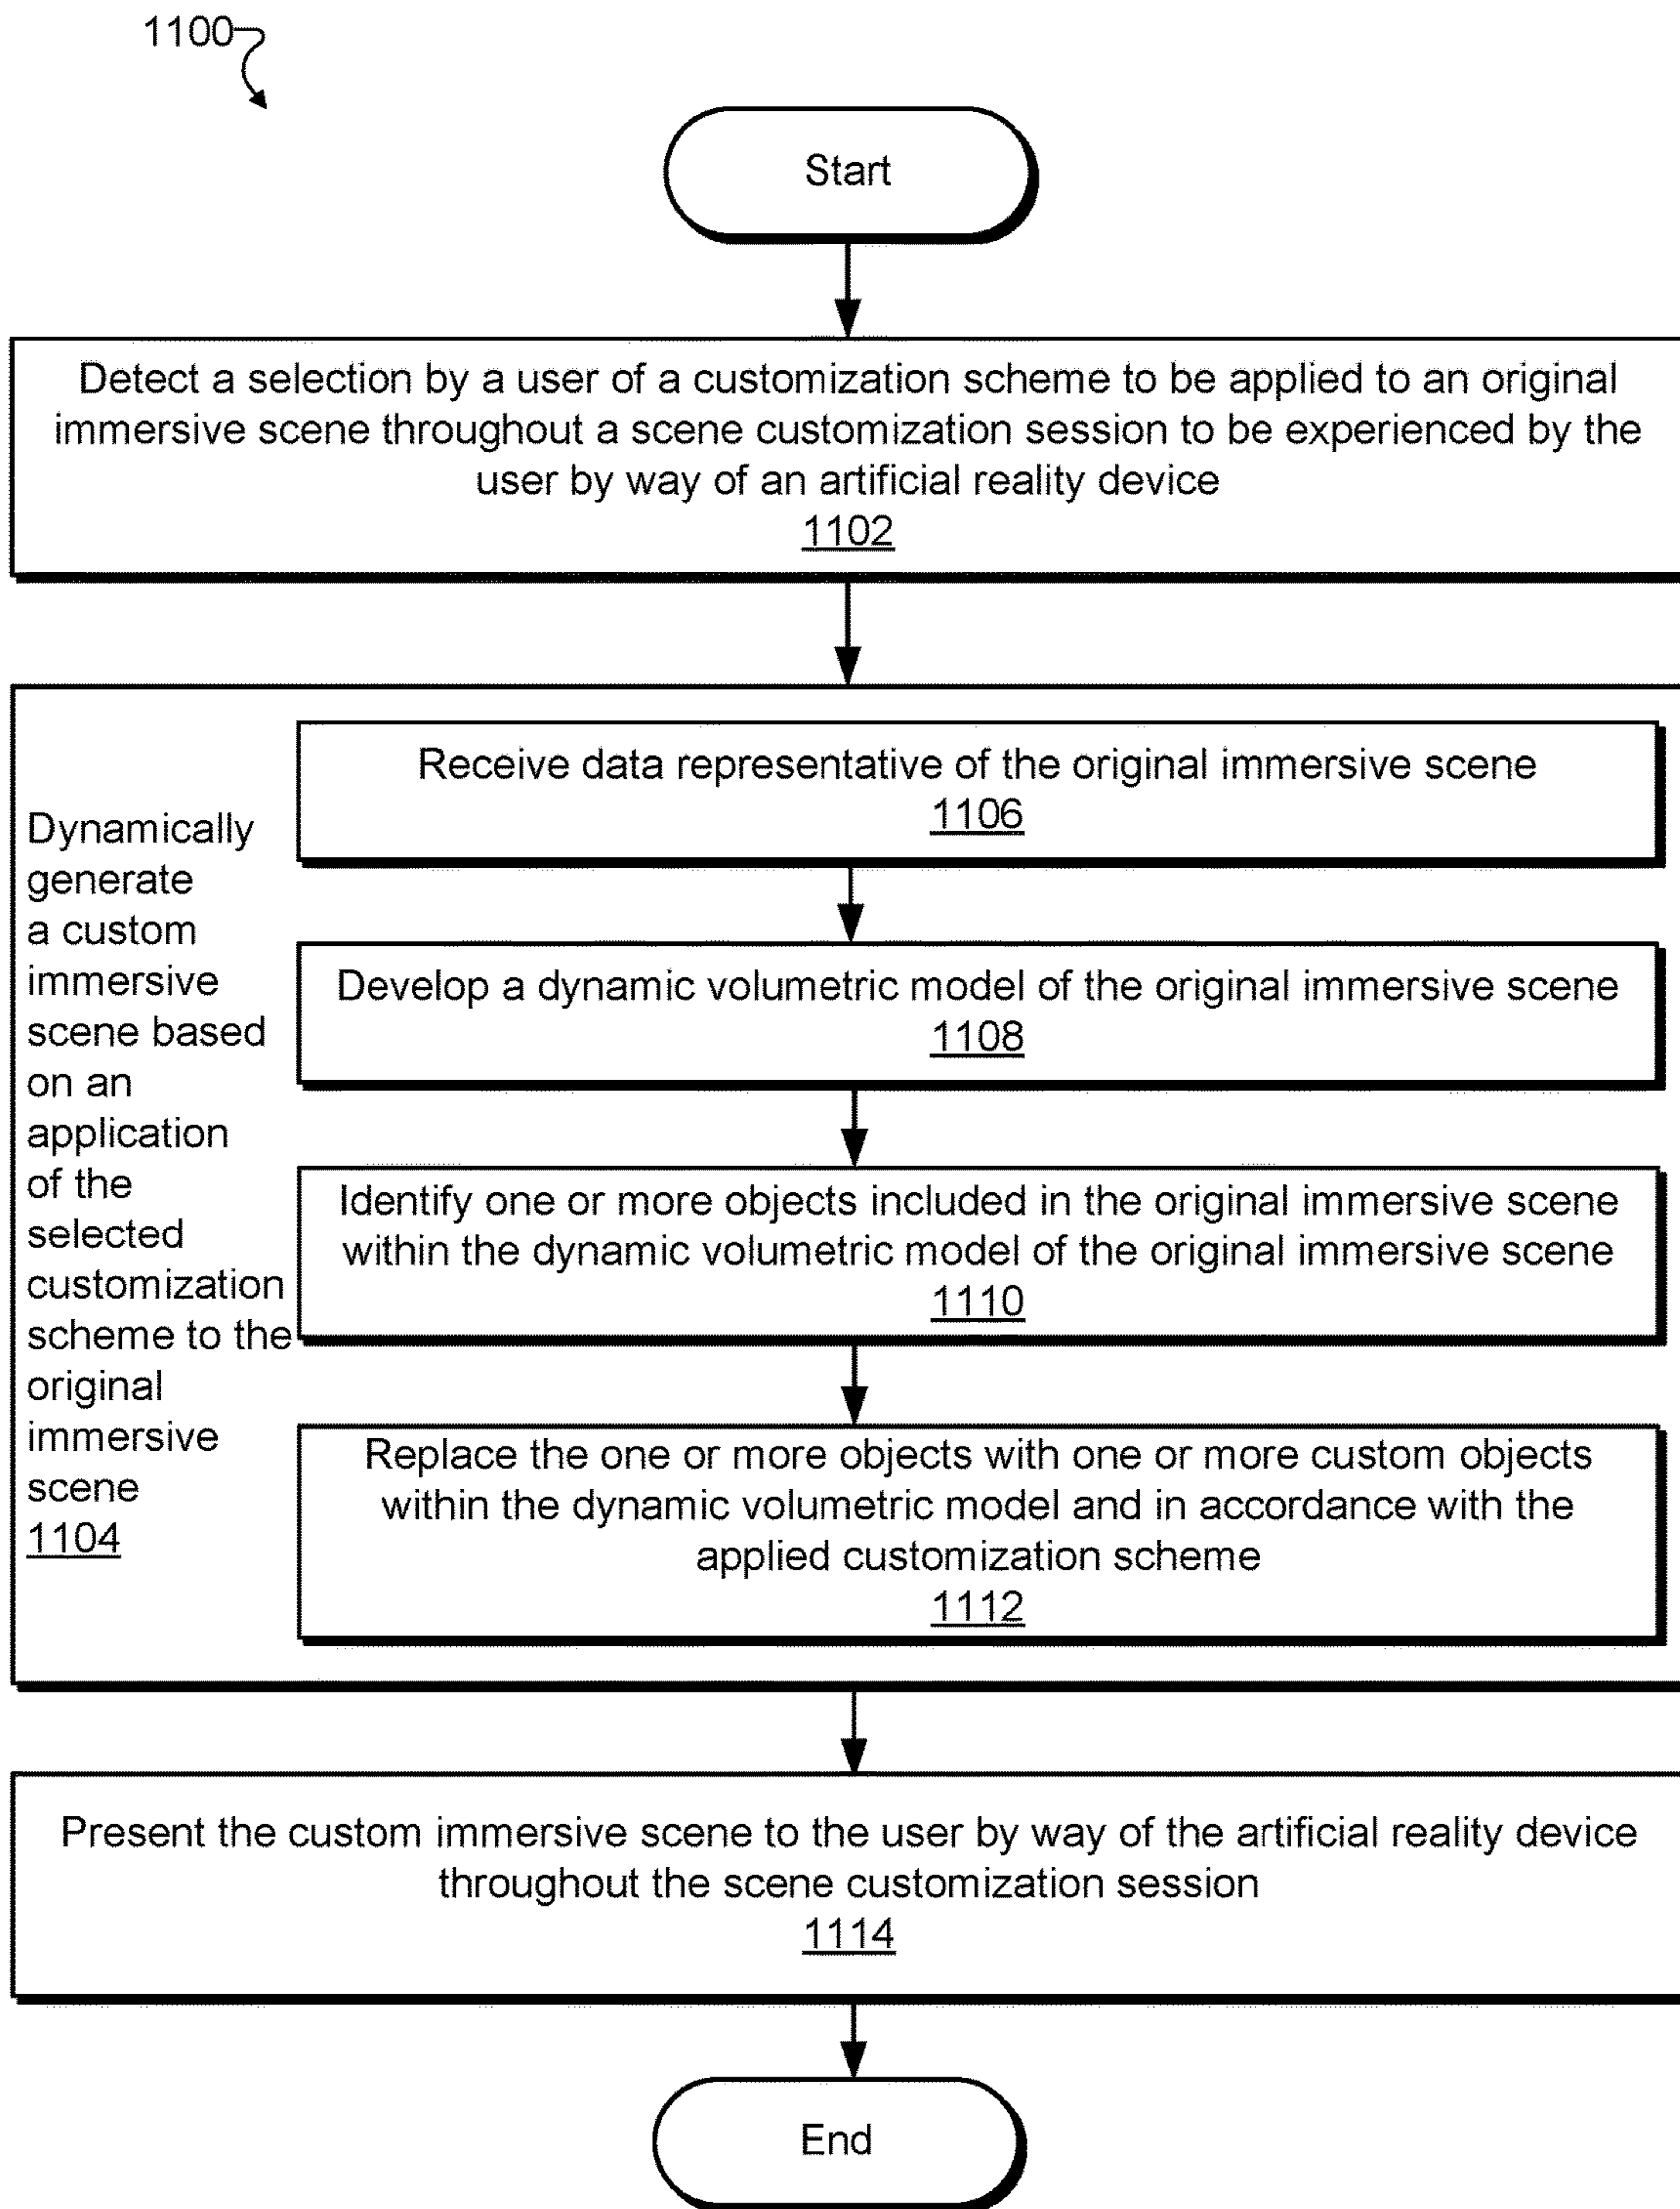 1100
Start
Detect a selection by a user of a customization scheme to be applied to an original
immersive scene throughout a scene customization session to be experienced by the
user by way of an artificial reality device
1102
Dynamically
generate
a custom
immersive
scene based
on an
application
of the
selected
customization
scheme to the
original
immersive
scene
1104
Receive data representative of the original immersive scene
1106
Develop a dynamic volumetric model of the original immersive scene
1108
Identify one or more objects included in the original immersive scene
within the dynamic volumetric model of the original immersive scene
1110
Replace the one or more objects with one or more custom objects
within the dynamic volumetric model and in accordance with the
applied customization scheme
1112
Present the custom immersive scene to the user by way of the artificial reality device
throughout the scene customization session
1114
End